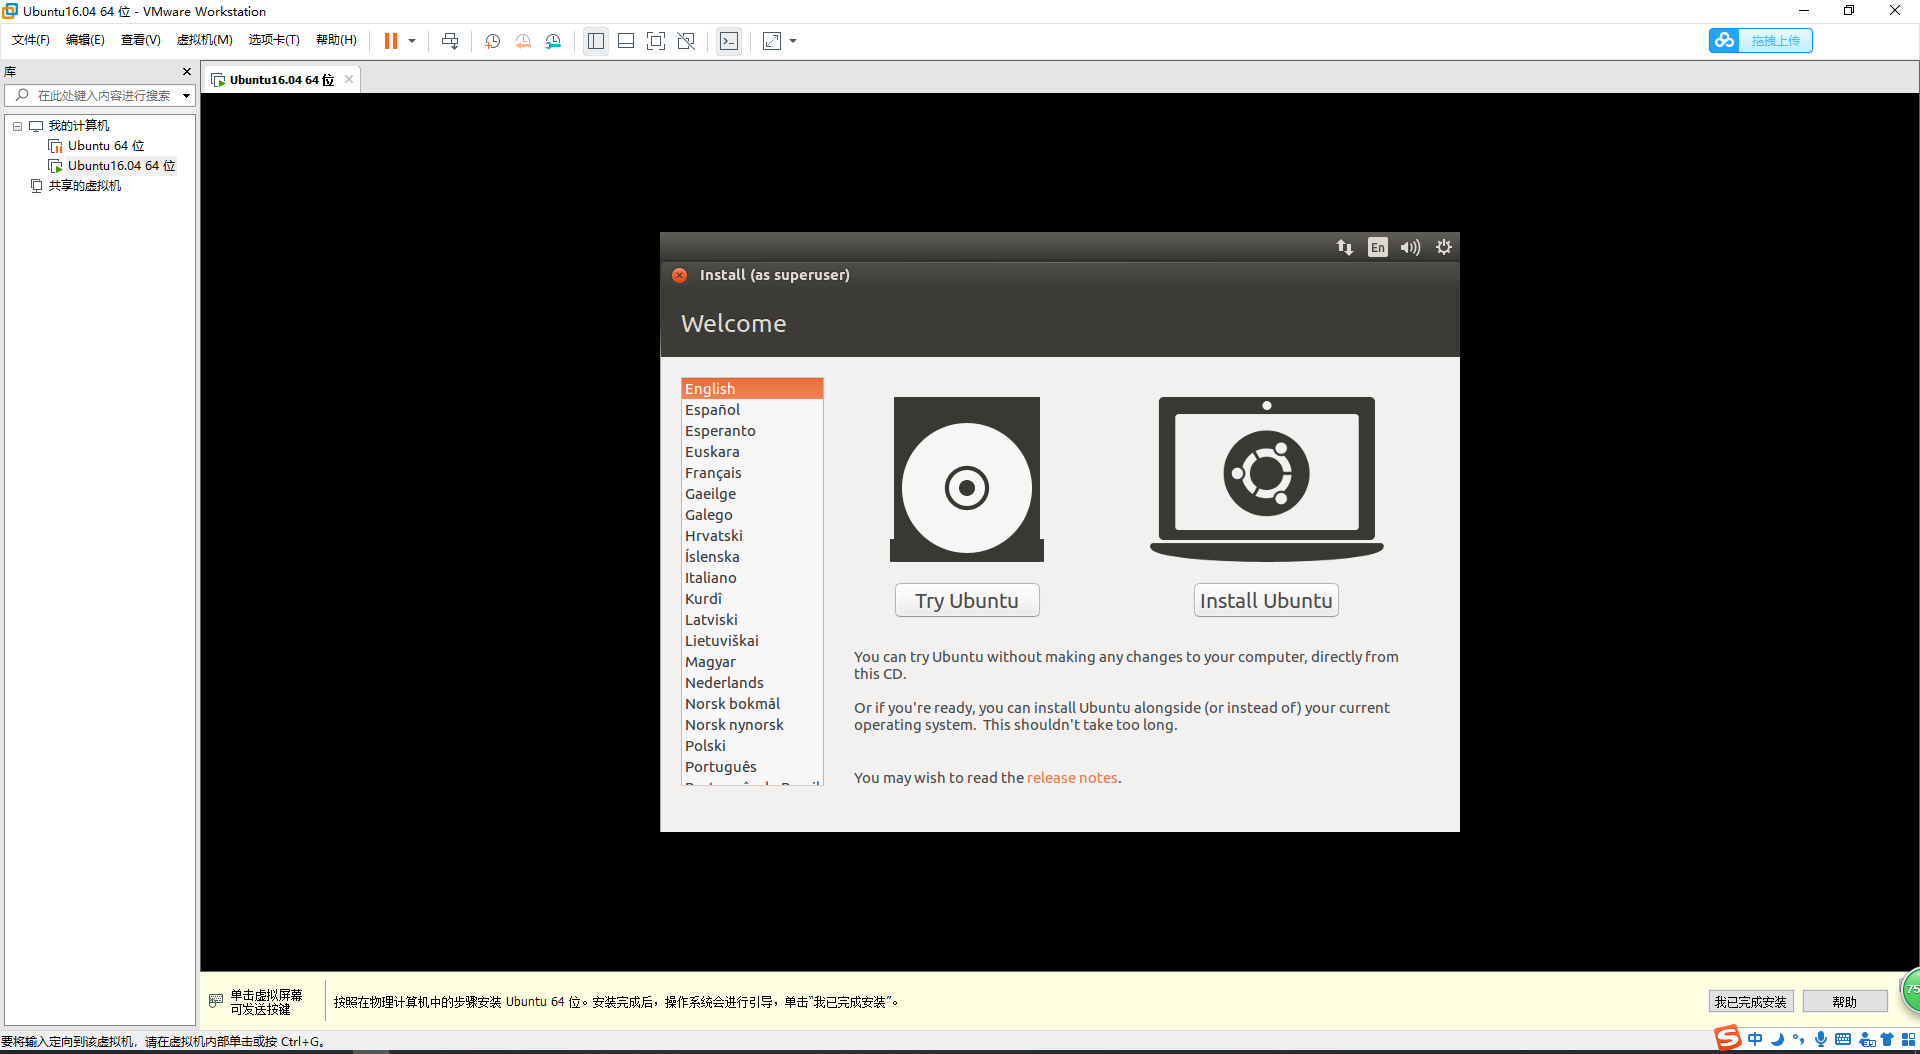 Ubuntu16.04 64 位 - VMware Workstation
文件(F) 编辑(E) 查看(V) 虚拟机(M) 选项卡(T) 帮助(H)
拖拽上传
库
Ubuntu16.04 64 位
在此处键入内容进行搜索
我的计算机
Ubuntu 64 位
Ubuntu16.04 64 位
共享的虚拟机
En
Install (as superuser)
Welcome
English
Español
Esperanto
Euskara
Français
Gaeilge
Galego
Hrvatski
Íslenska
Italiano
Kurdî
Latviski
Lietuviškai
Magyar
Nederlands
Norsk bokmål
Norsk nynorsk
Polski
Português
Try Ubuntu
Install Ubuntu
You can try Ubuntu without making any changes to your computer, directly from
this CD.
Or if you're ready, you can install Ubuntu alongside (or instead of) your current
operating system. This shouldn't take too long.
You may wish to read the release notes.
单击虚拟屏幕
可发送按键
按照在物理计算机中的步骤安装 Ubuntu 64 位。安装完成后，操作系统会进行引导，单击“我已完成安装”。
我已完成安装
帮助
75
要将输入定向到该虚拟机，请在虚拟机内部单击或按 Ctrl+G。
中